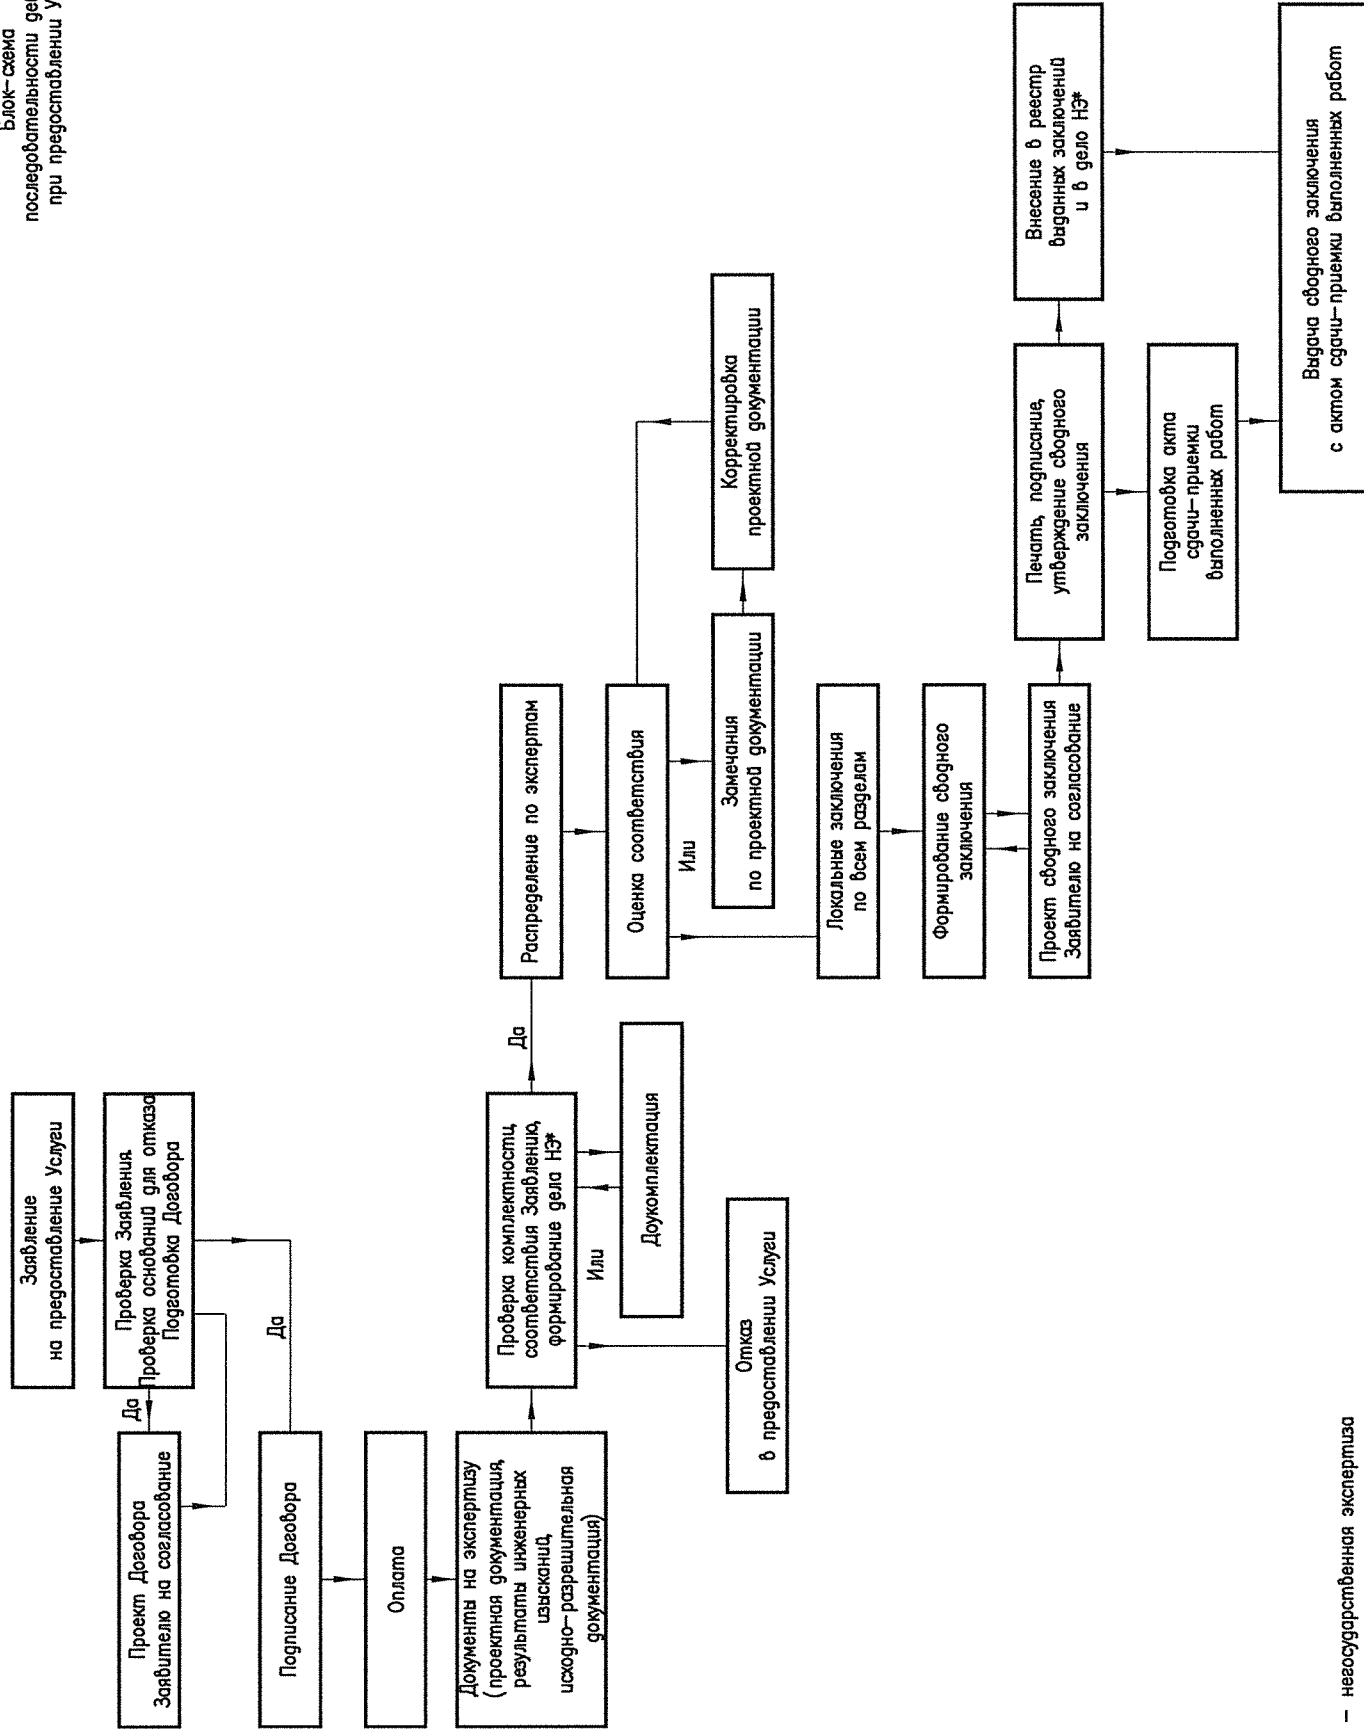 Блок-схема
последовательности
при предоставлении
Заявление
на предоставление Услуги
Проверка Заявления.
Проверка оснований для отказа.
Подготовка Договора
Да
Да
Проект Договора
Заявителю на согласование
Подписание Договора
Оплата
Документы на экспертизу
(проектная документация,
результаты инженерных
изысканий,
исходно-разрешительная
документация)
Проверка комплектности,
соответствия Заявлению,
формирование дела НЭ*
Да
Или
Доукомплектация
Отказ
в предоставлении Услуги
Распределение по экспертам
Оценка соответствия
Или
Замечания
по проектной документации
Корректировка
проектной документации
Локальные заключения
по всем разделам
Формирование сводного
заключения
Проект сводного заключения
Заявителю на согласование
Печать, подписание,
утверждение сводного
заключения
Внесение в реестр
выданных заключений
и в дело НЭ*
Подготовка акта
сдачи-приемки
выполненных работ
Выдача сводного заключения
с актом сдачи-приемки выполненных работ
— негосударственная экспертиза